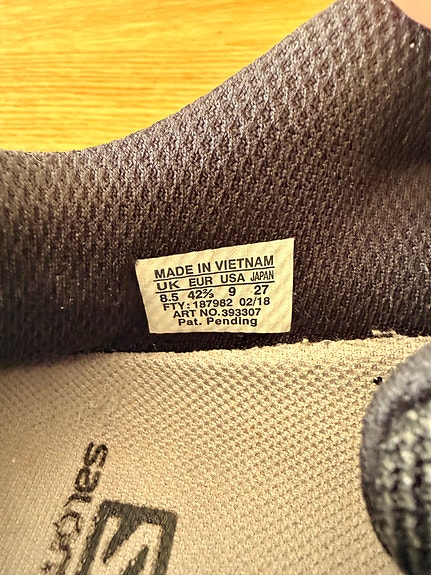 MADE IN VIETNAM
UK EUR USA JAPAN
8.5 42⅔ 9 27
FTY: 187982 02/18
ART NO.393307
Pat. Pending